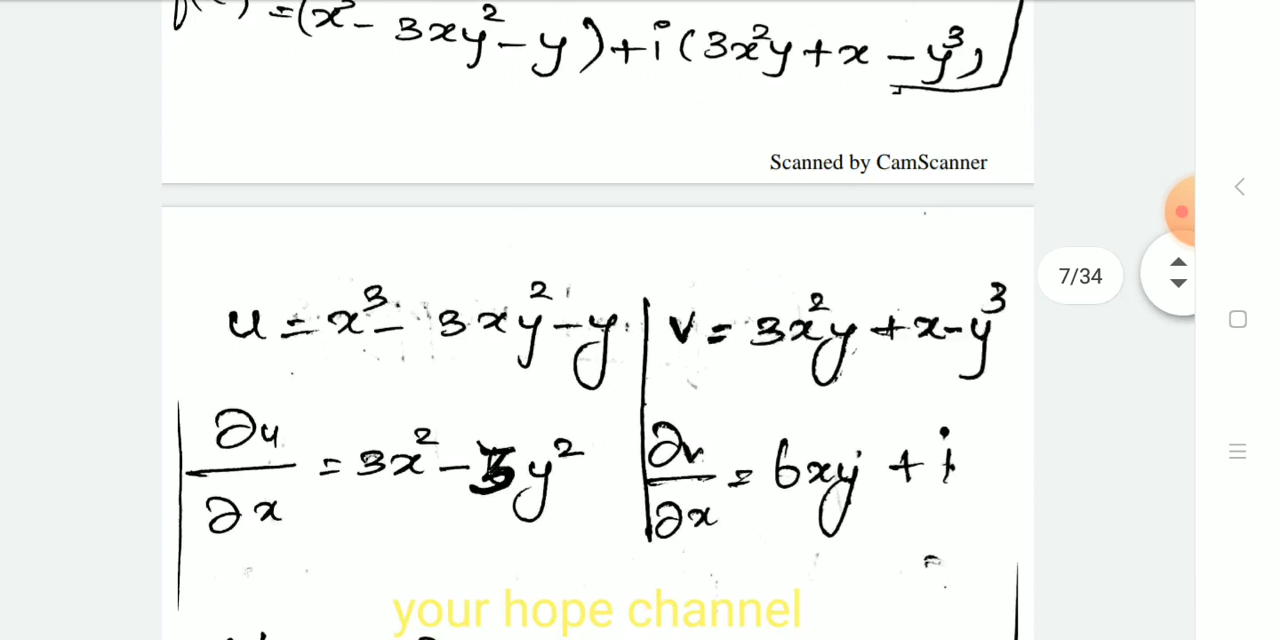 = (x³ - 3xy² - y) + i (3x²y + x - y³)
Scanned by CamScanner
7/34
u = x³ - 3xy² - y | v = 3x²y + x - y³
∂u/∂x = 3x² - 3y² | ∂v/∂x = 6xy + i
your hope channel